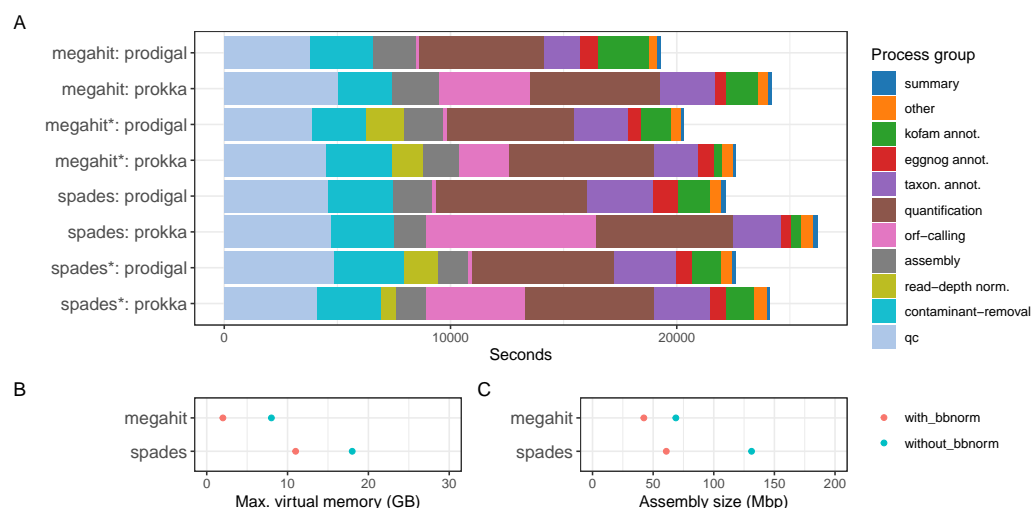 A
megahit: prodigal
megahit: prokka
megahit*: prodigal
megahit*: prokka
spades: prodigal
spades: prokka
spades*: prodigal
spades*: prokka
0 10000 20000
Seconds
Process group
summary
other
kofam annot.
eggnog annot.
taxon. annot.
quantification
orf−calling
assembly
read−depth norm.
contaminant−removal
qc
B
megahit
spades
0 10 20 30
Max. virtual memory (GB)
C
megahit
spades
0 50 100 150 200
Assembly size (Mbp)
with_bbnorm
without_bbnorm